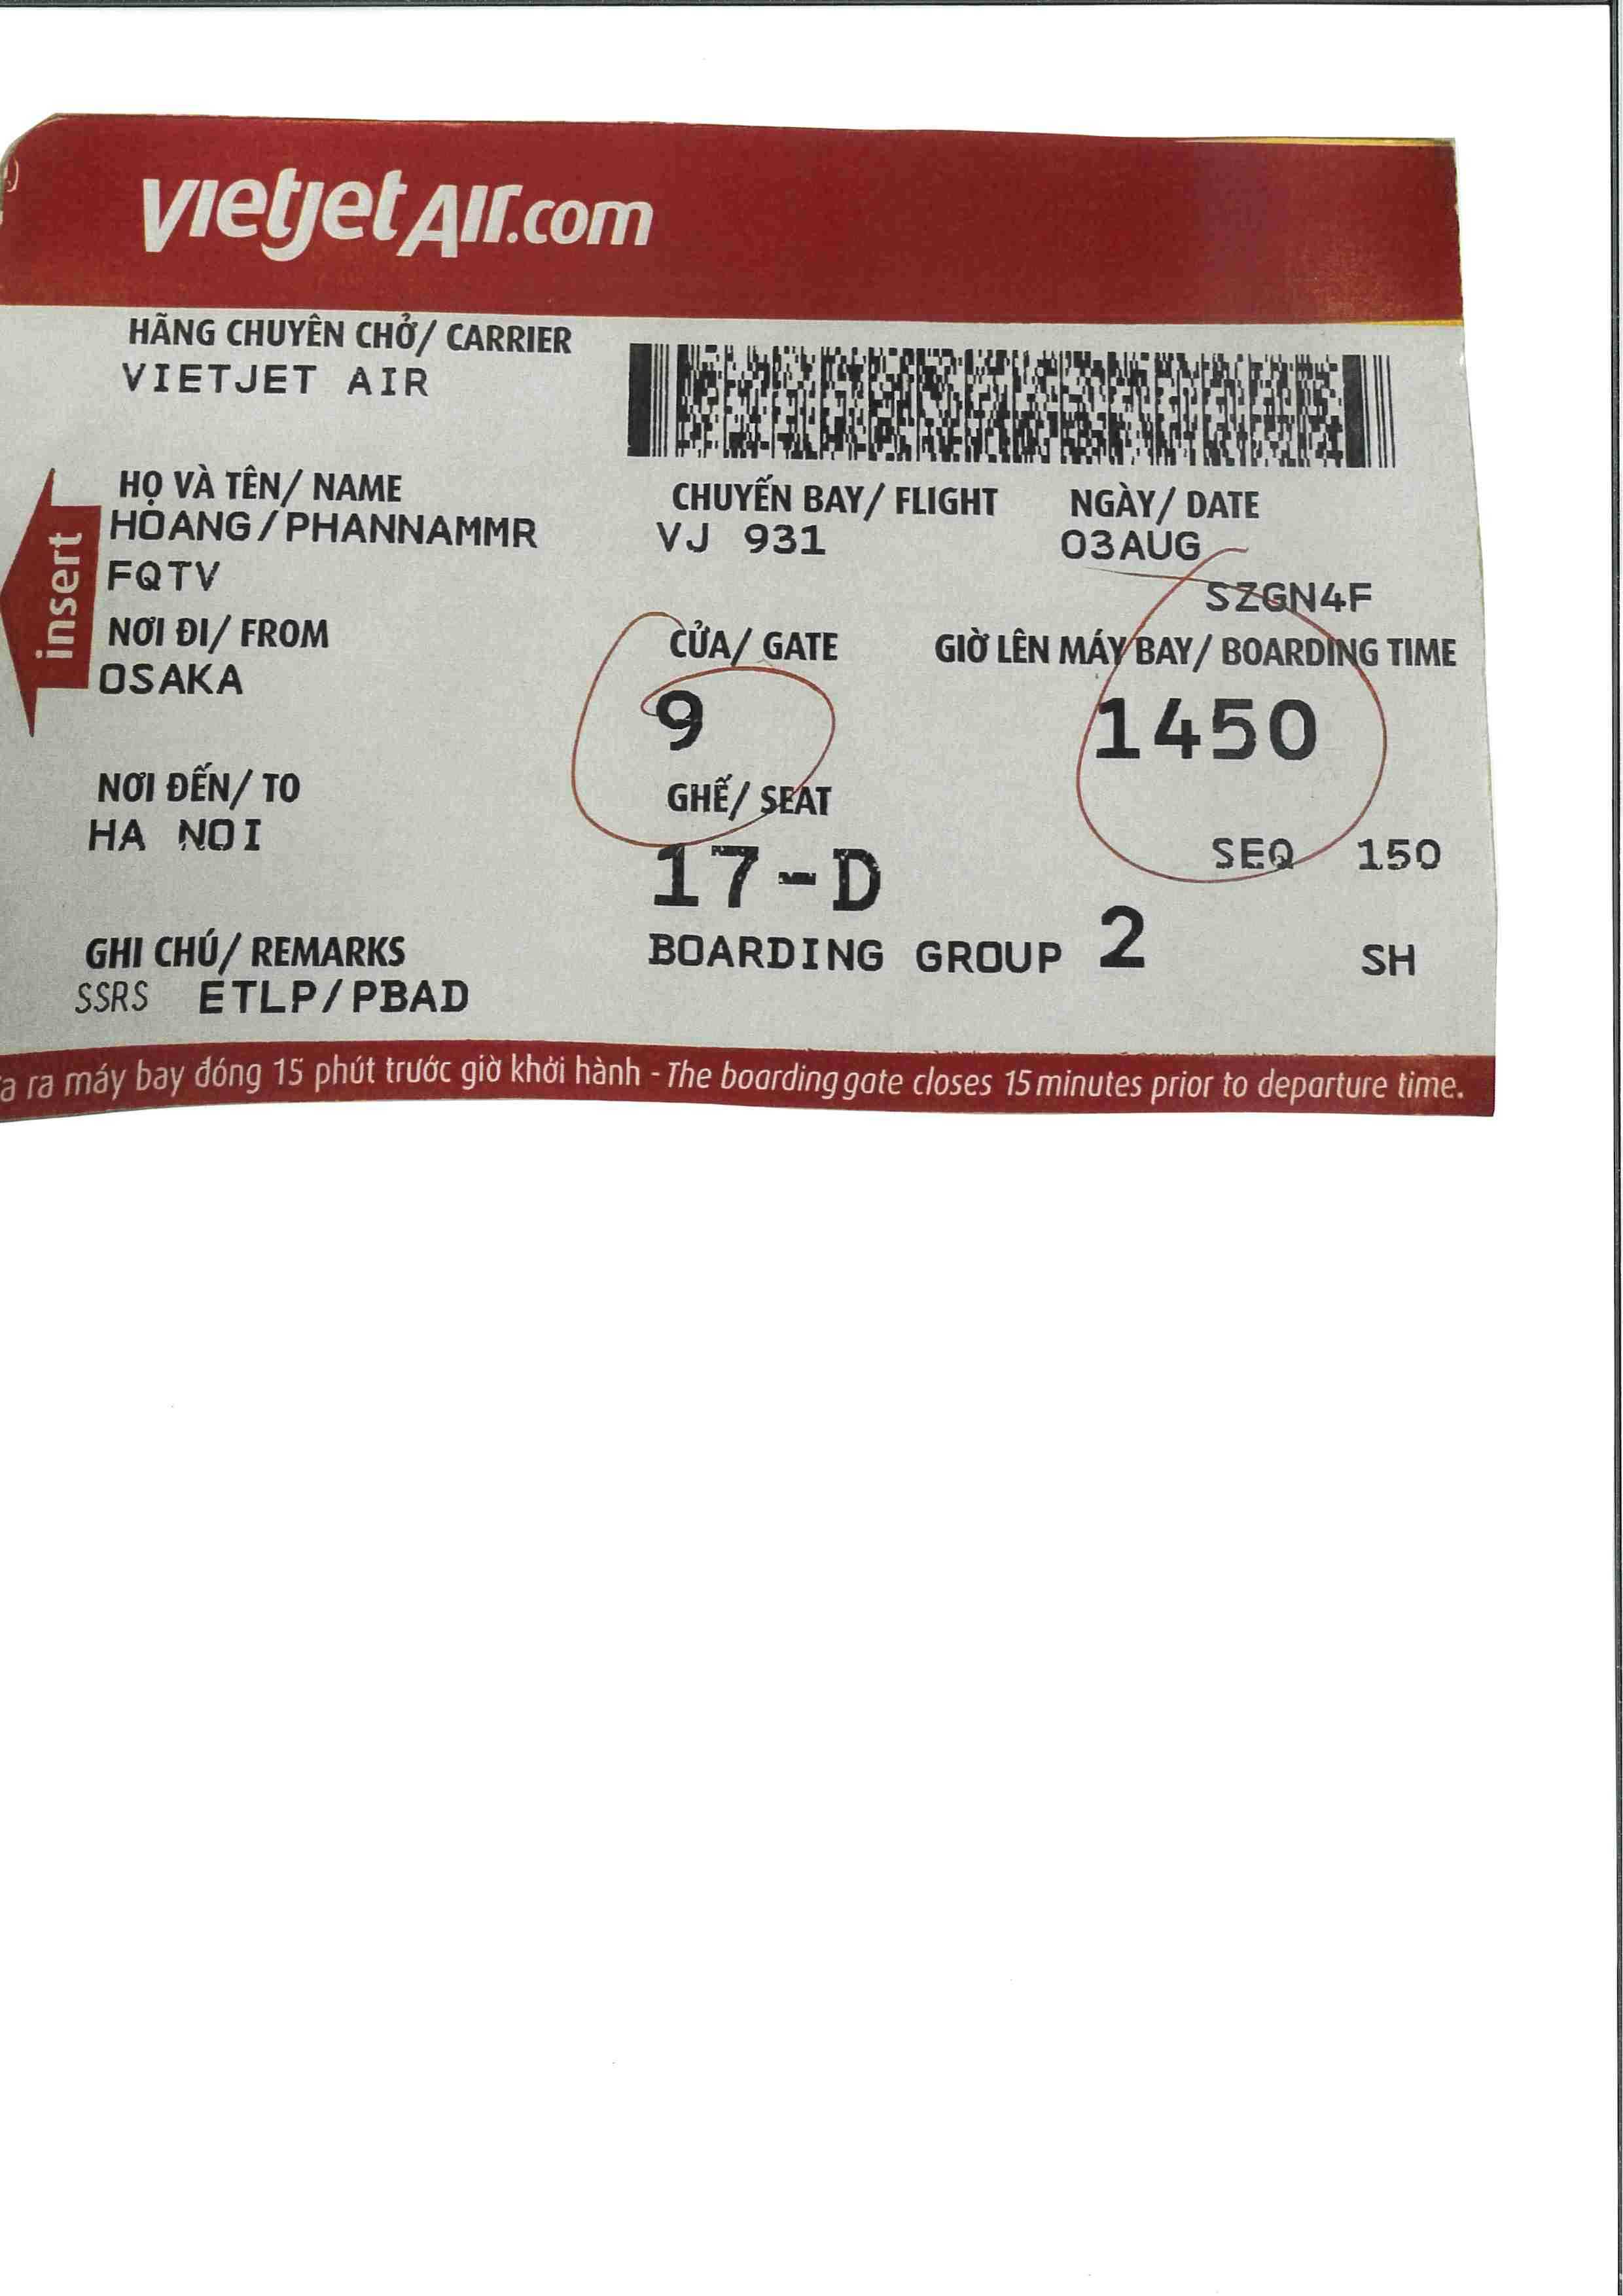 vietjetAir.com
HÃNG CHUYÊN CHỞ/ CARRIER
VIETJET AIR
HỌ VÀ TÊN/ NAME
HOANG/PHANNAMMR
FQTV
CHUYẾN BAY/ FLIGHT
VJ 931
NGÀY/ DATE
03AUG
SZGN4F
insert
NƠI ĐI/ FROM
OSAKA
CỬA/ GATE
9
GIỜ LÊN MÁY BAY/ BOARDING TIME
1450
NƠI ĐẾN/ TO
HA NOI
GHẾ/ SEAT
17-D
SEQ 150
GHI CHÚ/ REMARKS
SSRS ETLP/PBAD
BOARDING GROUP 2 SH
ra máy bay đóng 15 phút trước giờ khởi hành - The boarding gate closes 15 minutes prior to departure time.